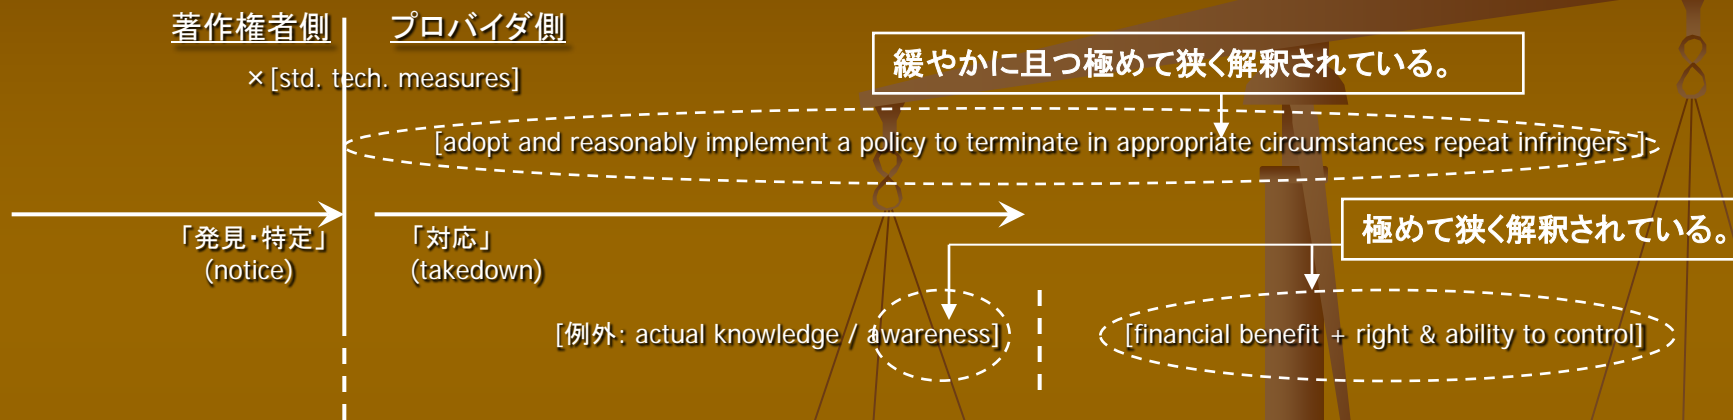 著作権者側
プロバイダ側
×[std. tech. measures]
緩やかに且つ極めて狭く解釈されている。
[adopt and reasonably implement a policy to terminate in appropriate circumstances repeat infringers ]
「発見・特定」
(notice)
「対応」
(takedown)
極めて狭く解釈されている。
[例外: actual knowledge / awareness]
[financial benefit + right & ability to control]